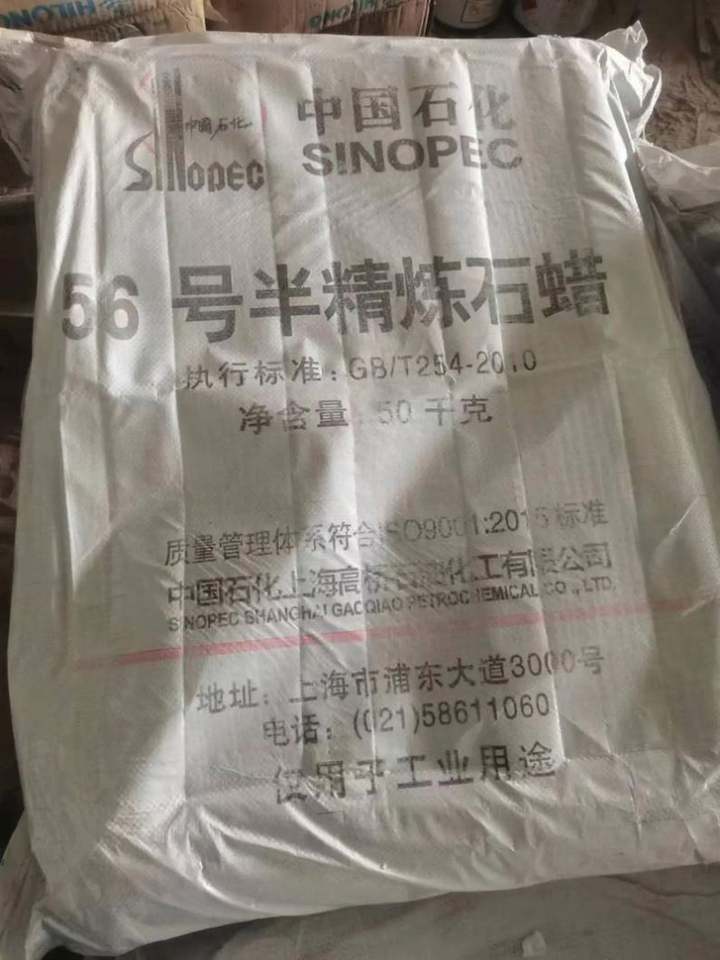 HILONG
HILONG
中国石化
SINOPEC
中国石化
SINOPEC
56 号半精炼石蜡
执行标准：GB/T254-2010
净含量：50 千克
质量管理体系符合ISO9001:2015标准
中国石化上海高桥石油化工有限公司
SINOPEC SHANGHAI GAOQIAO PETROCHEMICAL CO., LTD.
地址：上海市浦东大道3000号
电话：(021)58611060
仅用于工业用途